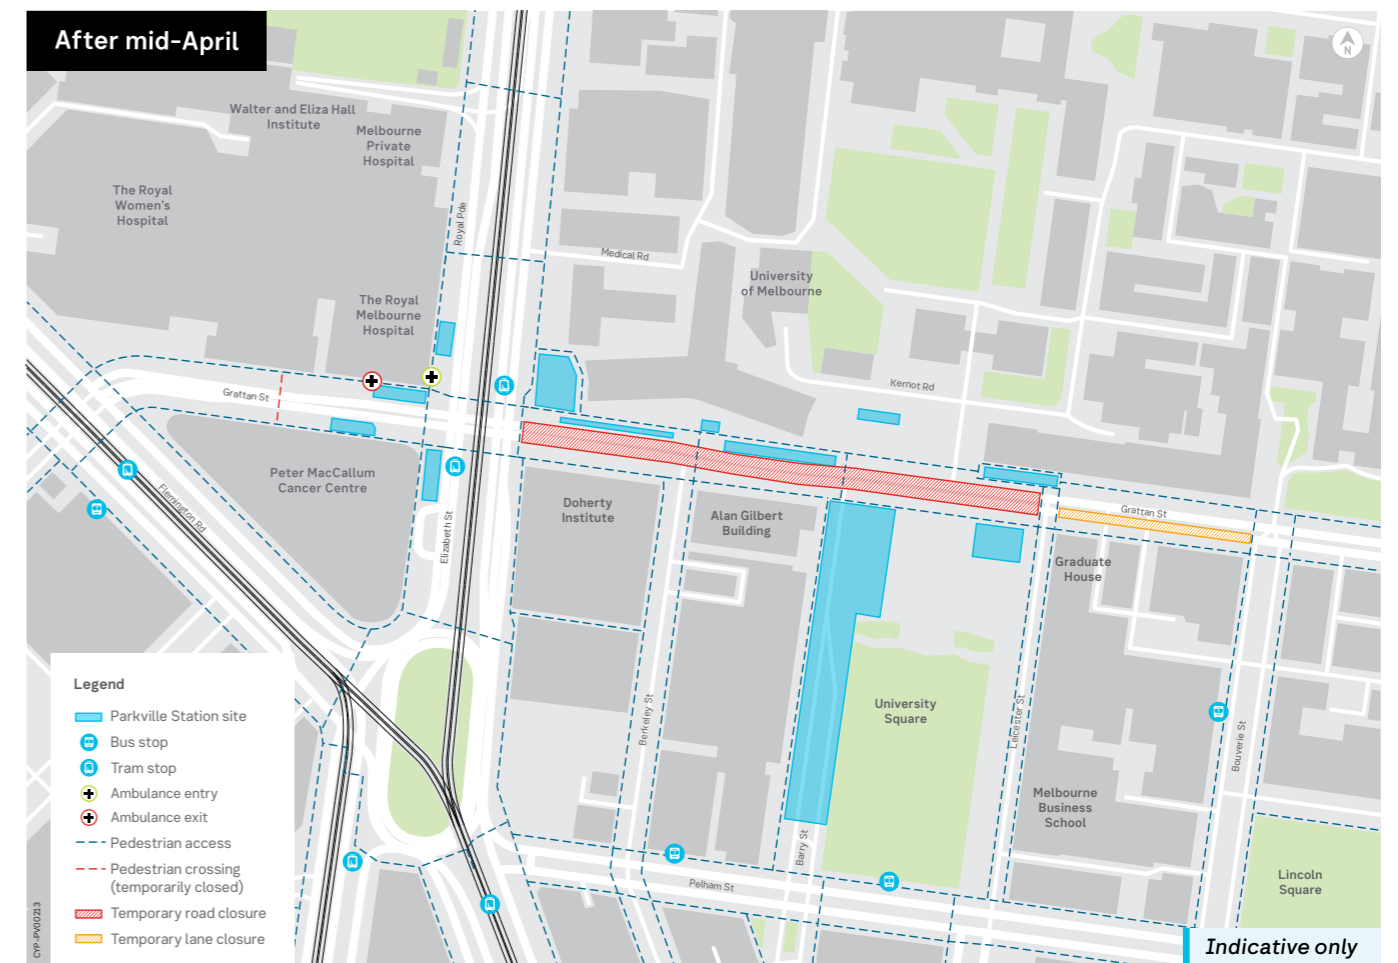 After mid-April
N
Walter and Eliza Hall
Institute
Melbourne
Private
Hospital
The Royal
Women's
Hospital
Royal Pde
Medical Rd
University
of Melbourne
The Royal
Melbourne
Hospital
Kernot Rd
Grattan St
Peter MacCallum
Cancer Centre
Flemington Rd
Elizabeth St
Doherty
Institute
Alan Gilbert
Building
Grattan St
Graduate
House
Legend
Parkville Station site
Bus stop
Tram stop
Ambulance entry
Ambulance exit
Pedestrian access
Pedestrian crossing
(temporarily closed)
Temporary road closure
Temporary lane closure
Berkeley St
University
Square
Leicester St
Bouverie St
Melbourne
Business
School
Barry St
Pelham St
Lincoln
Square
CYP-PV00213
Indicative only